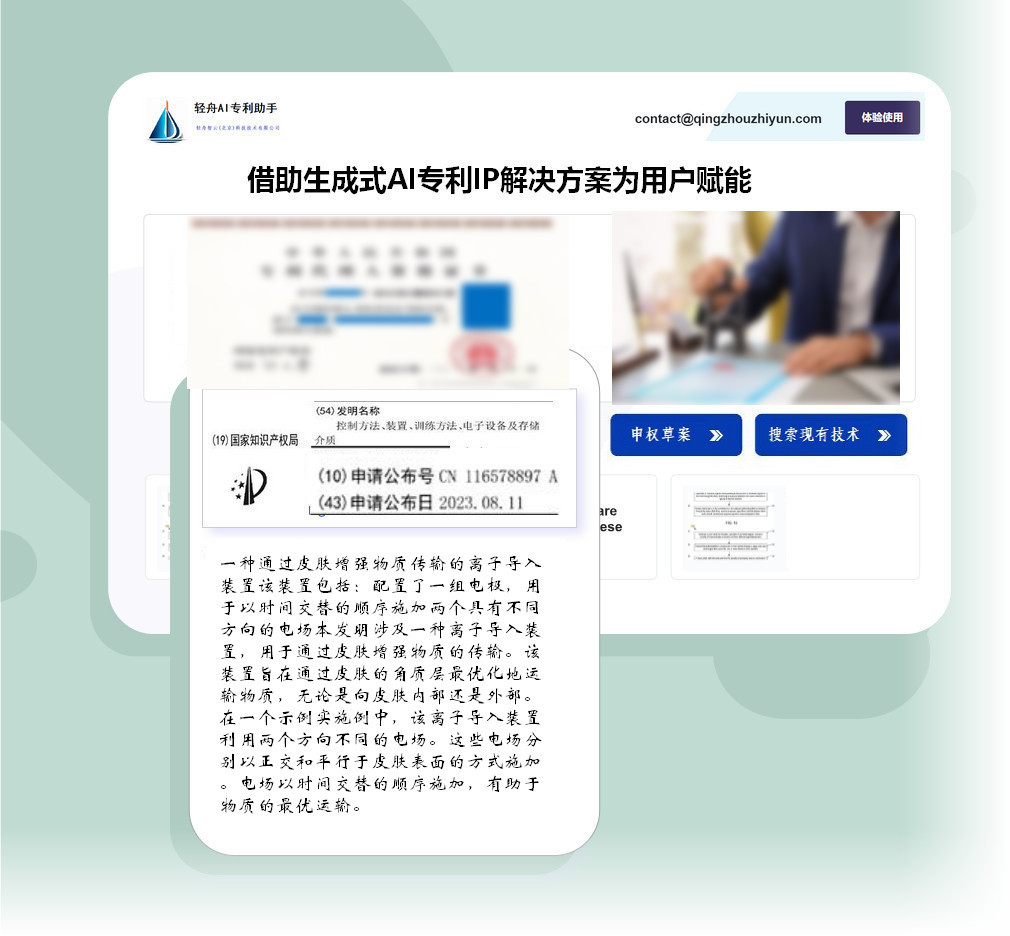 轻舟AI专利助手
轻舟智云(北京)科技技术有限公司
contact@qingzhouzhiyun.com
体验使用
借助生成式AI专利IP解决方案为用户赋能
(54)发明名称
控制方法、装置、训练方法、电子设备及存储
介质
(19)国家知识产权局
(10)申请公布号 CN 116578897 A
(43)申请公布日 2023.08.11
审权草案
搜索现有技术
are
ese
一种通过皮肤增强物质传输的离子导入
装置该装置包括：配置了一组电极，用
于以时间交替的顺序施加两个具有不同
方向的电场本发明涉及一种离子导入装
置，用于通过皮肤增强物质的传输。该
装置旨在通过皮肤的角质层最优化地运
输物质，无论是向皮肤内部还是外部。
在一个示例实施例中，该离子导入装置
利用两个方向不同的电场。这些电场分
别以正交和平行于皮肤表面的方式施加
。电场以时间交替的顺序施加，有助于
物质的最优运输。